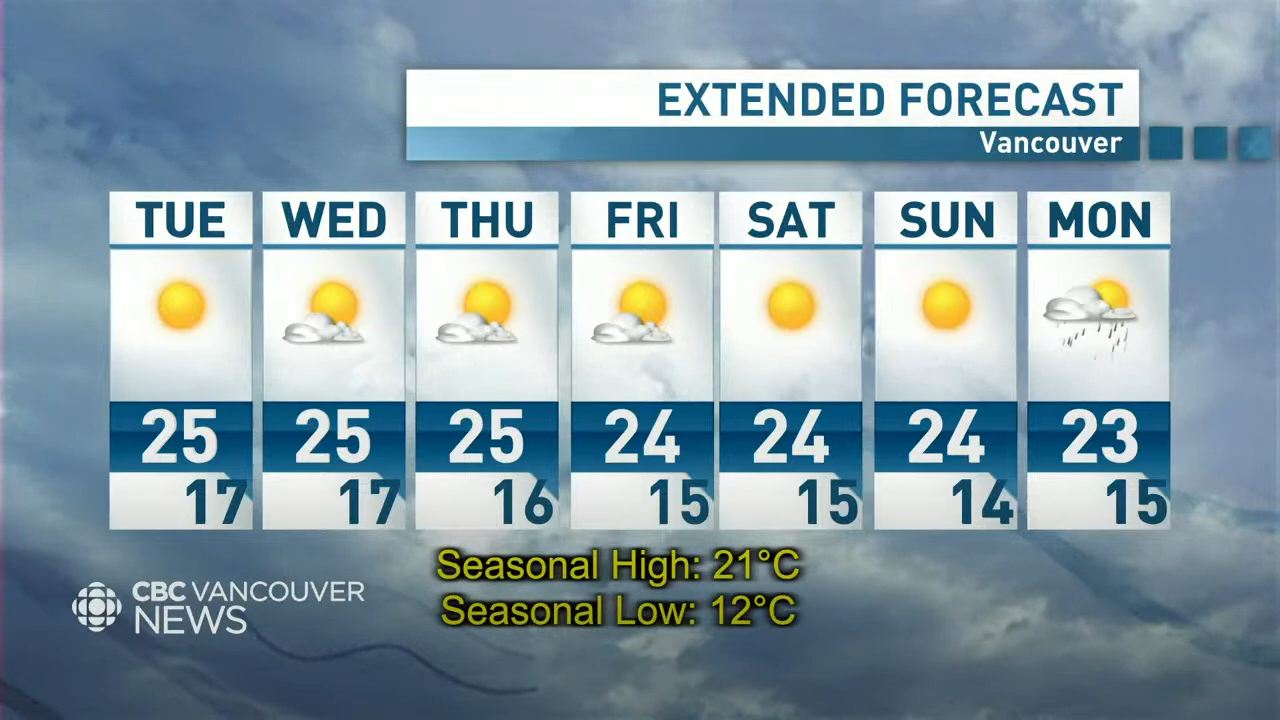 EXTENDED FORECAST
Vancouver
TUE WED THU FRI SAT SUN MON
25 25 25 24 24 24 23
17 17 16 15 15 14 15
Seasonal High: 21°C
Seasonal Low: 12°C
CBC VANCOUVER
NEWS